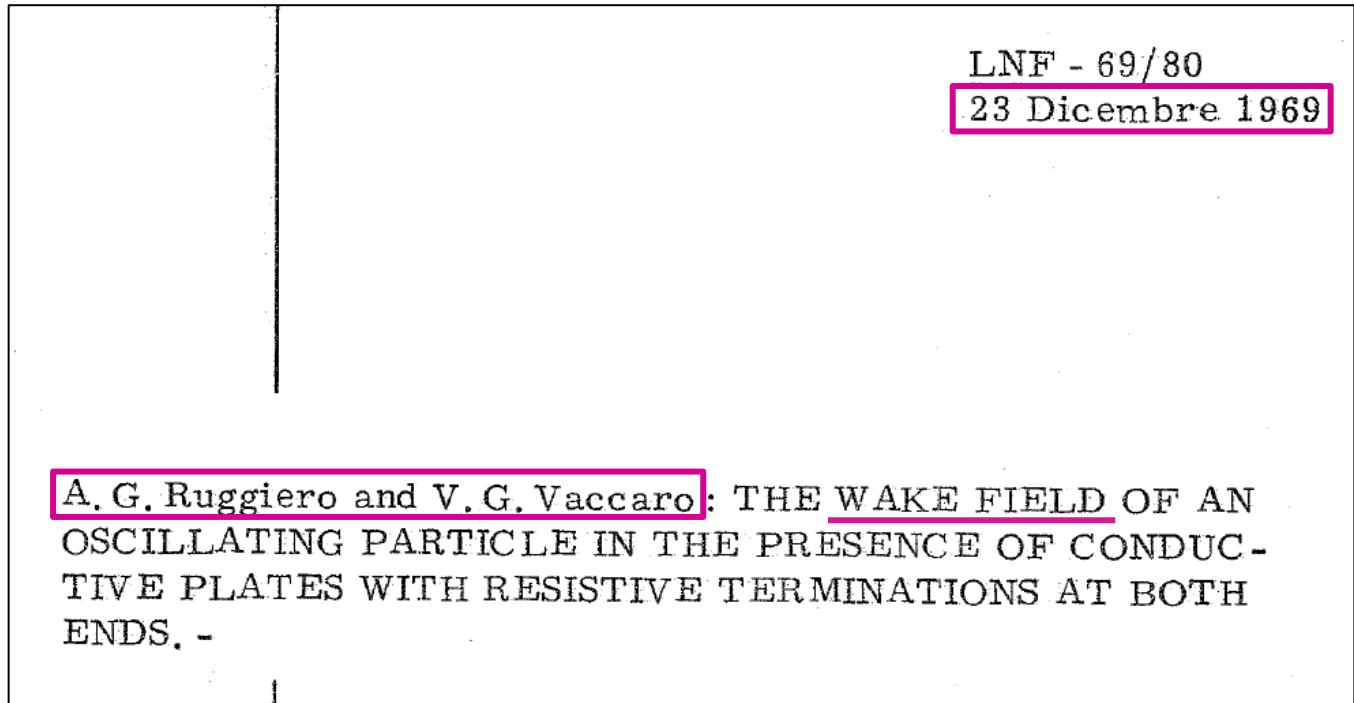 LNF - 69/80
23 Dicembre 1969
A. G. Ruggiero and V. G. Vaccaro: THE WAKE FIELD OF AN
OSCILLATING PARTICLE IN THE PRESENCE OF CONDUC-
TIVE PLATES WITH RESISTIVE TERMINATIONS AT BOTH
ENDS. -